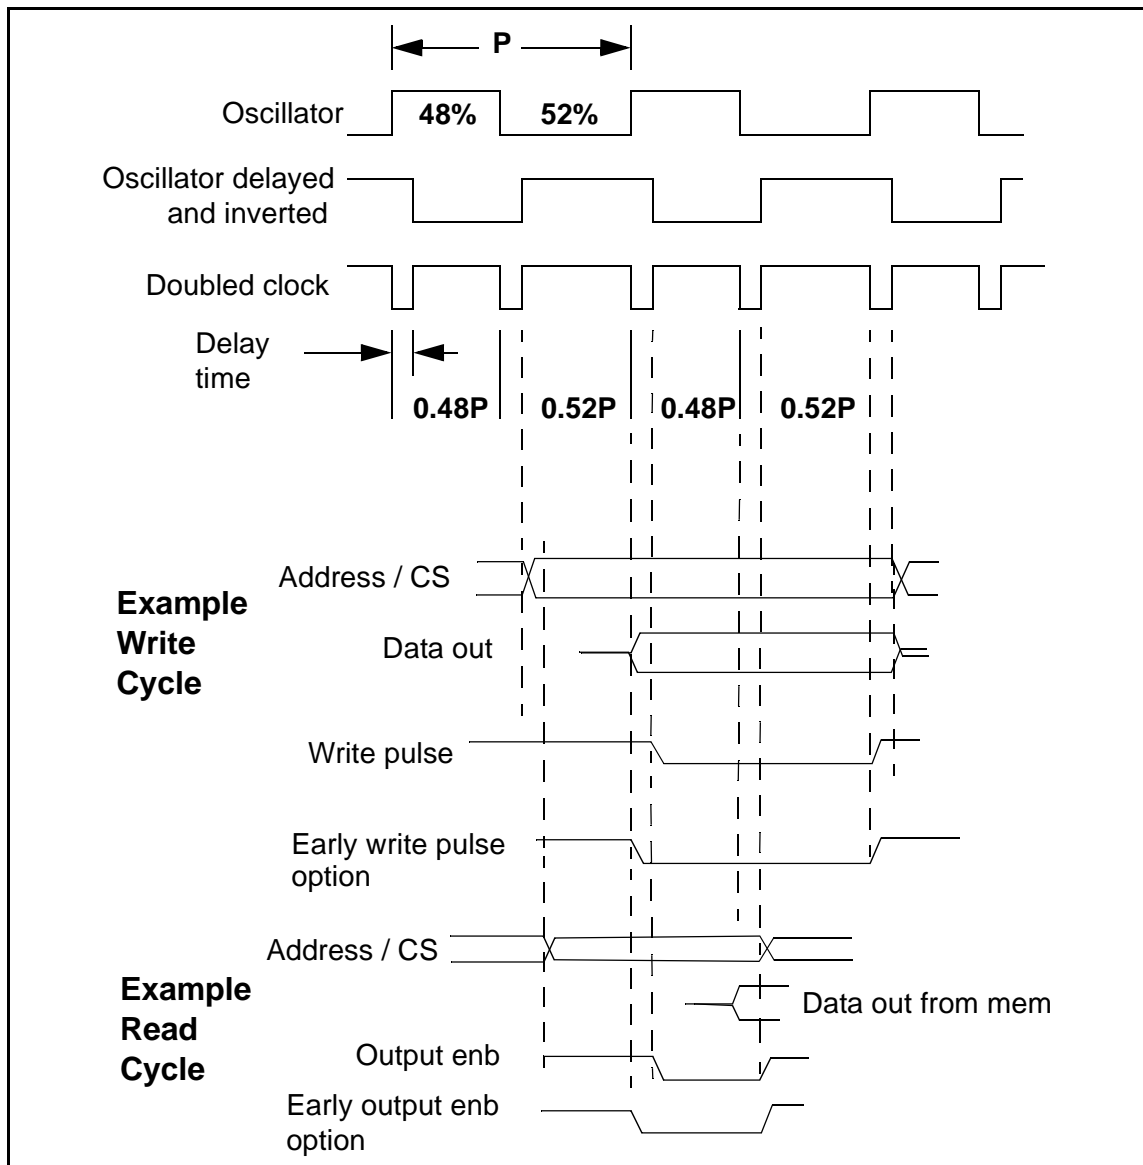 P
Oscillator
48%
52%
Oscillator delayed
and inverted
Doubled clock
Delay
time
0.48P
0.52P
0.48P
0.52P
Example
Write
Cycle
Address / CS
Data out
Write pulse
Early write pulse
option
Example
Read
Cycle
Address / CS
Data out from mem
Output enb
Early output enb
option